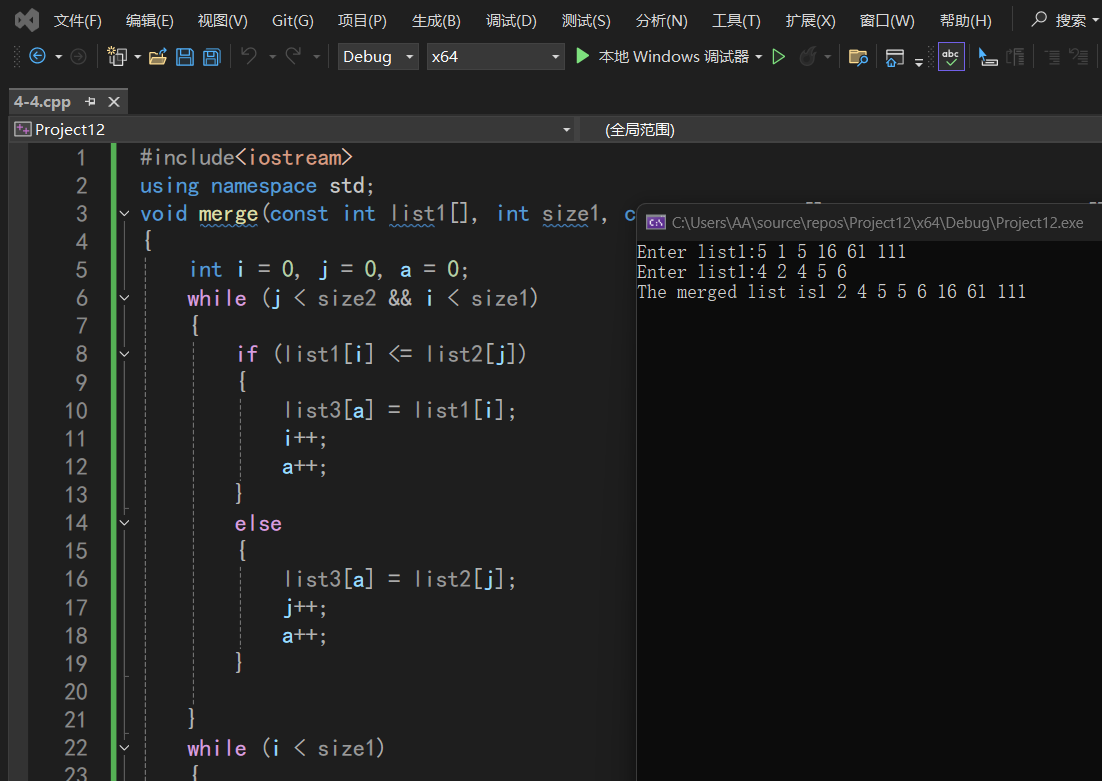 文件(F) 编辑(E) 视图(V) Git(G) 项目(P) 生成(B) 调试(D) 测试(S) 分析(N) 工具(T) 扩展(X) 窗口(W) 帮助(H) 搜索
Debug x64 本地 Windows 调试器 abc
4-4.cpp
Project12 (全局范围)
1 #include<iostream>
2 using namespace std;
3 void merge(const int list1[], int size1, c
4 {
5 int i = 0, j = 0, a = 0;
6 while (j < size2 && i < size1)
7 {
8 if (list1[i] <= list2[j])
9 {
10 list3[a] = list1[i];
11 i++;
12 a++;
13 }
14 else
15 {
16 list3[a] = list2[j];
17 j++;
18 a++;
19 }
20
21 }
22 while (i < size1)
23 {
C:\Users\AA\source\repos\Project12\x64\Debug\Project12.exe
Enter list1:5 1 5 16 61 111
Enter list1:4 2 4 5 6
The merged list is1 2 4 5 5 6 16 61 111